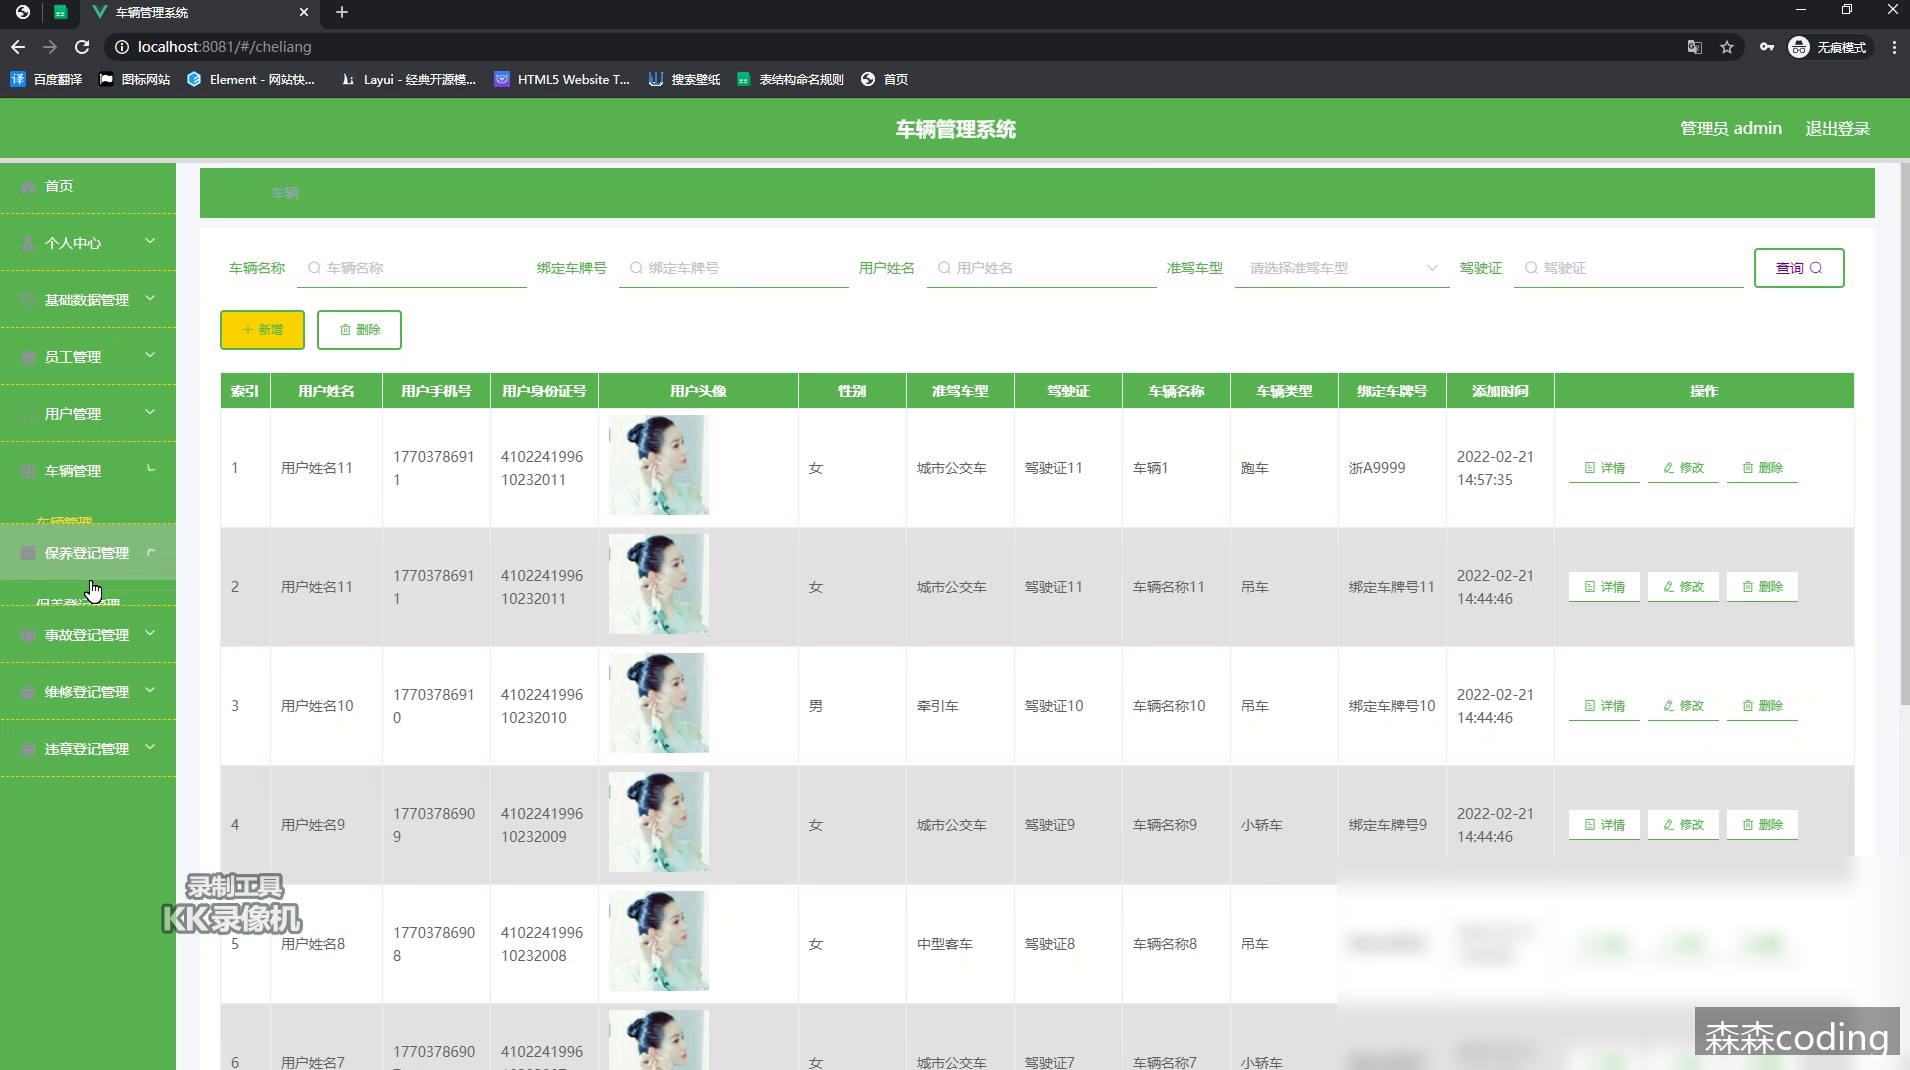 车辆管理系统
localhost:8081/#/cheliang
无痕模式
百度翻译 图标网站 Element - 网站快... Layui - 经典开源模... HTML5 Website T... 搜索壁纸 表结构命名规则 首页
车辆管理系统
管理员 admin 退出登录
首页
个人中心
基础数据管理
员工管理
用户管理
车辆管理
车辆管理
保养登记管理
保养登记管理
事故登记管理
维修登记管理
违章登记管理
车辆
车辆名称 车辆名称 绑定车牌号 绑定车牌号 用户姓名 用户姓名 准驾车型 请选择准驾车型 驾驶证 驾驶证 查询
新增 删除
索引 用户姓名 用户手机号 用户身份证号 用户头像 性别 准驾车型 驾驶证 车辆名称 车辆类型 绑定车牌号 添加时间 操作
1 用户姓名11 17703786911 410224199610232011 女 城市公交车 驾驶证11 车辆1 跑车 浙A9999 2022-02-21 14:57:35 详情 修改 删除
2 用户姓名11 17703786911 410224199610232011 女 城市公交车 驾驶证11 车辆名称11 吊车 绑定车牌号11 2022-02-21 14:44:46 详情 修改 删除
3 用户姓名10 17703786910 410224199610232010 男 牵引车 驾驶证10 车辆名称10 吊车 绑定车牌号10 2022-02-21 14:44:46 详情 修改 删除
4 用户姓名9 17703786909 410224199610232009 女 城市公交车 驾驶证9 车辆名称9 小轿车 绑定车牌号9 2022-02-21 14:44:46 详情 修改 删除
5 用户姓名8 17703786908 410224199610232008 女 中型客车 驾驶证8 车辆名称8 吊车
6 用户姓名7 1770378690 4102241996 女 城市公交车 驾驶证7 车辆名称7 小轿车
录制工具
KK录像机
森森coding